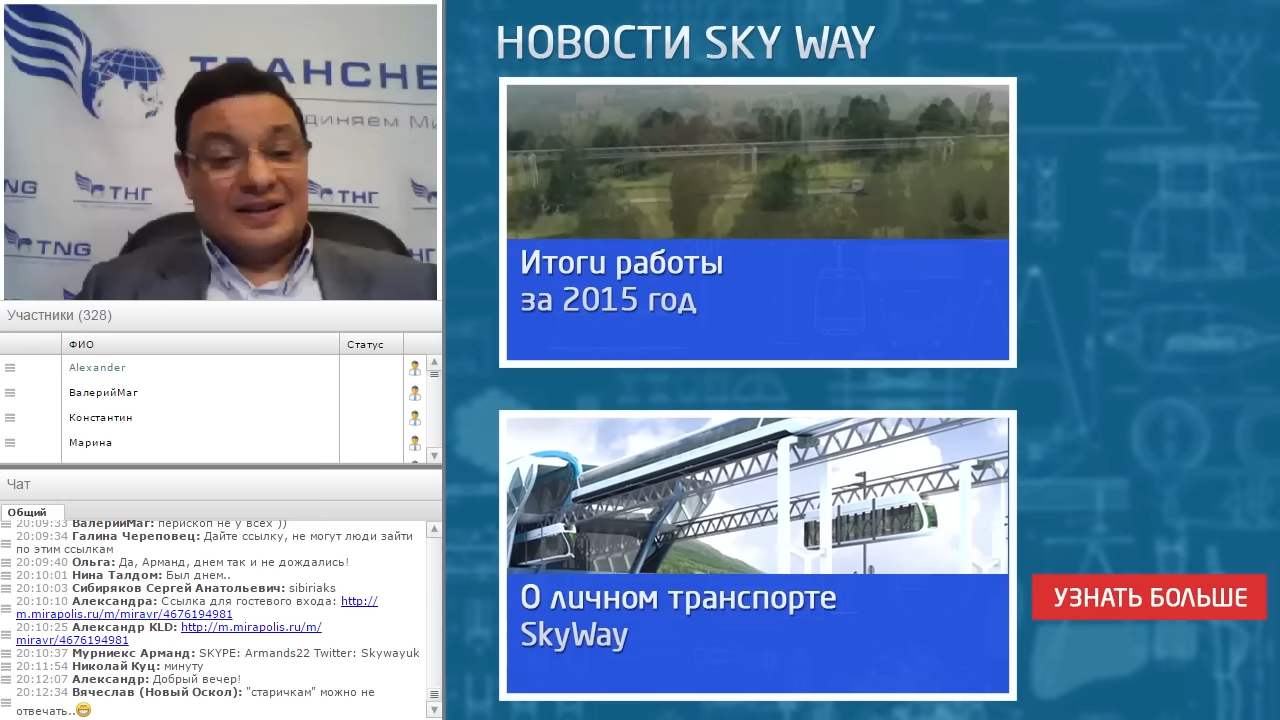 ТРАНСНЕ
диняем Ми
TNG
ТНГ
TNG
НГ
TNG
Участники (328)
ФИО Статус
Alexander
ВалерийМаг
Константин
Марина
Чат
Общий
20:09:33 ВалерийМаг: перископ не у всех ))
20:09:34 Галина Череповец: Дайте ссылку, не могут люди зайти
по этим ссылкам
20:09:40 Ольга: Да, Арманд, днем так и не дождались!
20:10:01 Нина Талдом: Был днем..
20:10:03 Сибиряков Сергей Анатольевич: sibiriaks
20:10:10 Александра: Ссылка для гостевого входа: http://
m.mirapolis.ru/m/miravr/4676194981
20:10:25 Александр KLD: http://m.mirapolis.ru/m/
miravr/4676194981
20:10:37 Мурниекс Арманд: SKYPE: Armands22 Twitter: Skywayuk
20:11:54 Николай Куц: минуту
20:12:07 Александр: Добрый вечер!
20:12:34 Вячеслав (Новый Оскол): "старичкам" можно не
отвечать..
НОВОСТИ SKY WAY
Итоги работы
за 2015 год
О личном транспорте
SkyWay
УЗНАТЬ БОЛЬШЕ